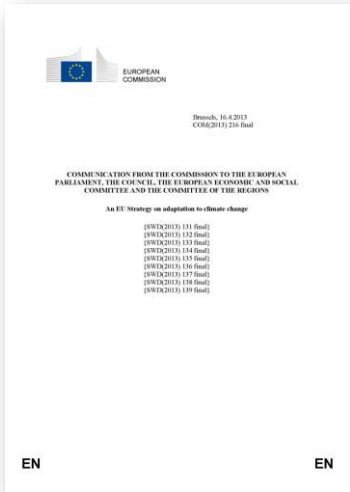 EUROPEAN
COMMISSION
Brussels, 16.4.2013
COM(2013) 216 final
COMMUNICATION FROM THE COMMISSION TO THE EUROPEAN
PARLIAMENT, THE COUNCIL, THE EUROPEAN ECONOMIC AND SOCIAL
COMMITTEE AND THE COMMITTEE OF THE REGIONS
An EU Strategy on adaptation to climate change
{SWD(2013) 131 final}
{SWD(2013) 132 final}
{SWD(2013) 133 final}
{SWD(2013) 134 final}
{SWD(2013) 135 final}
{SWD(2013) 136 final}
{SWD(2013) 137 final}
{SWD(2013) 138 final}
{SWD(2013) 139 final}
EN EN